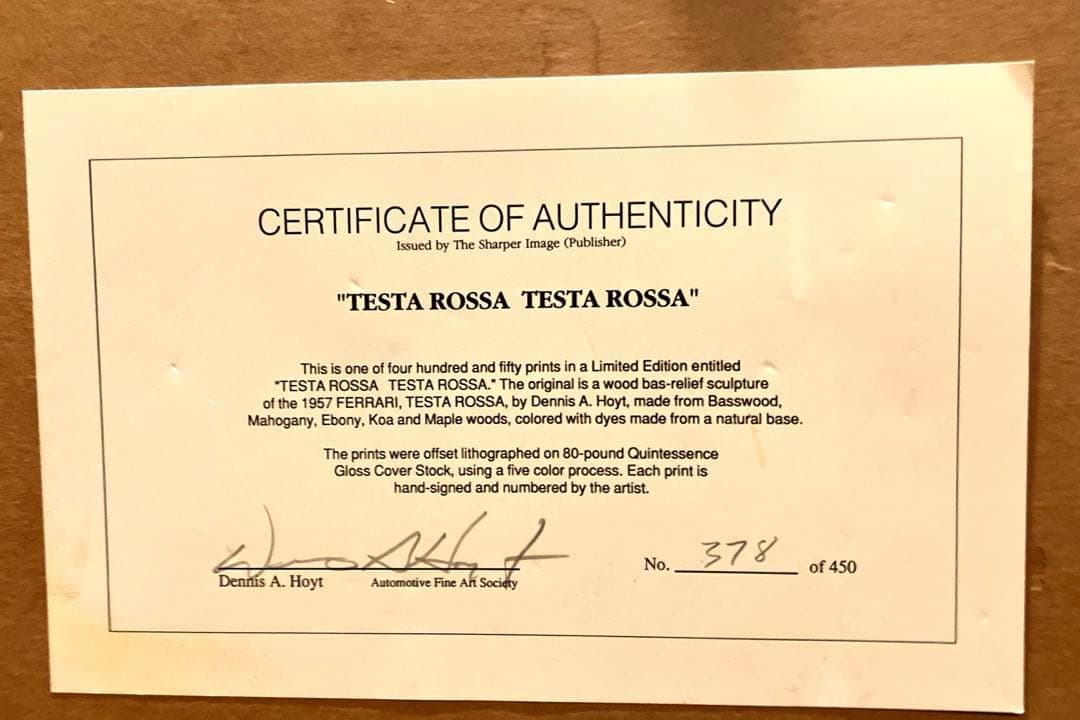 CERTIFICATE OF AUTHENTICITY
Issued by The Sharper Image (Publisher)
"TESTA ROSSA TESTA ROSSA"
This is one of four hundred and fifty prints in a Limited Edition entitled
"TESTA ROSSA TESTA ROSSA." The original is a wood bas-relief sculpture
of the 1957 FERRARI, TESTA ROSSA, by Dennis A. Hoyt, made from Basswood,
Mahogany, Ebony, Koa and Maple woods, colored with dyes made from a natural base.
The prints were offset lithographed on 80-pound Quintessence
Gloss Cover Stock, using a five color process. Each print is
hand-signed and numbered by the artist.
Dennis A Hoyt
No. 378 of 450
Dennis A. Hoyt Automotive Fine Art Society